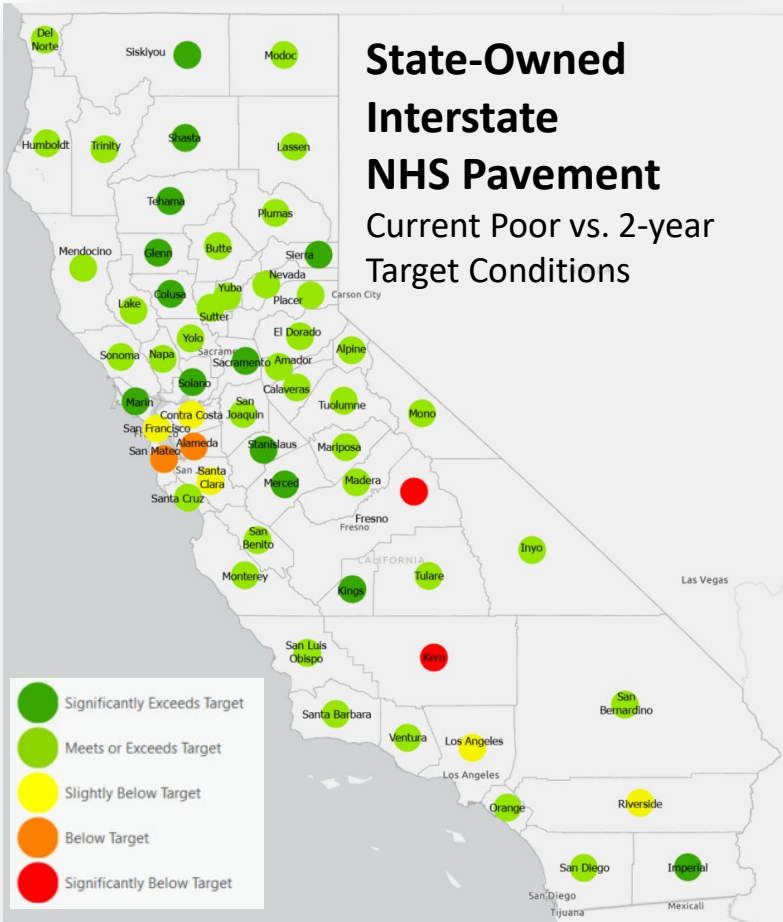 State-Owned
Interstate
NHS Pavement
Current Poor vs. 2-year
Target Conditions
Del
Norte
Siskiyou
Modoc
Humboldt
Trinity
Shasta
Lassen
Tehama
Plumas
Mendocino
Glenn
Butte
Sierra
Nevada
Lake
Colusa
Yuba
Sutter
Placer
Carson City
Sonoma
Napa
Yolo
El Dorado
Alpine
Sacramento
Amador
Solano
Calaveras
Marin
Contra Costa
San
Joaquin
Tuolumne
Mono
San Francisco
Alameda
Stanislaus
Mariposa
San Mateo
Santa
Clara
Santa Cruz
Merced
Madera
Fresno
Fresno
San
Benito
CALIFORNIA
Inyo
Monterey
Kings
Tulare
Las Vegas
San Luis
Obispo
Kern
San
Bernardino
Santa Barbara
Ventura
Los Angeles
Los Angeles
Orange
Riverside
San Diego
Imperial
San Diego
Tijuana
Mexicali
Significantly Exceeds Target
Meets or Exceeds Target
Slightly Below Target
Below Target
Significantly Below Target